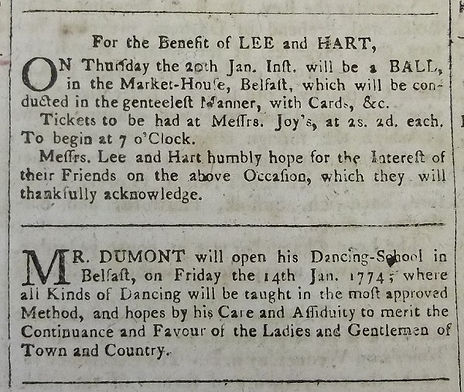 For the Benefit of LEE and HART,
ON Thurſday the 20th Jan. Inſt. will be a BALL,
in the Market-Houſe, Belfaſt, which will be con-
ducted in the genteeleſt Manner, with Cards, &c.
Tickets to be had at Meſſrs. Joy's, at 2s. 2d. each.
To begin at 7 o'Clock.
Meſſrs. Lee and Hart humbly hope for the Intereſt of
their Friends on the above Occaſion, which they will
thankfully acknowledge.
MR. DUMONT will open his Dancing-School in
Belfaſt, on Friday the 14th Jan. 1774; where
all Kinds of Dancing will be taught in the moſt approved
Method, and hopes by his Care and Aſſiduity to merit the
Continuance and Favour of the Ladies and Gentlemen of
Town and Country.